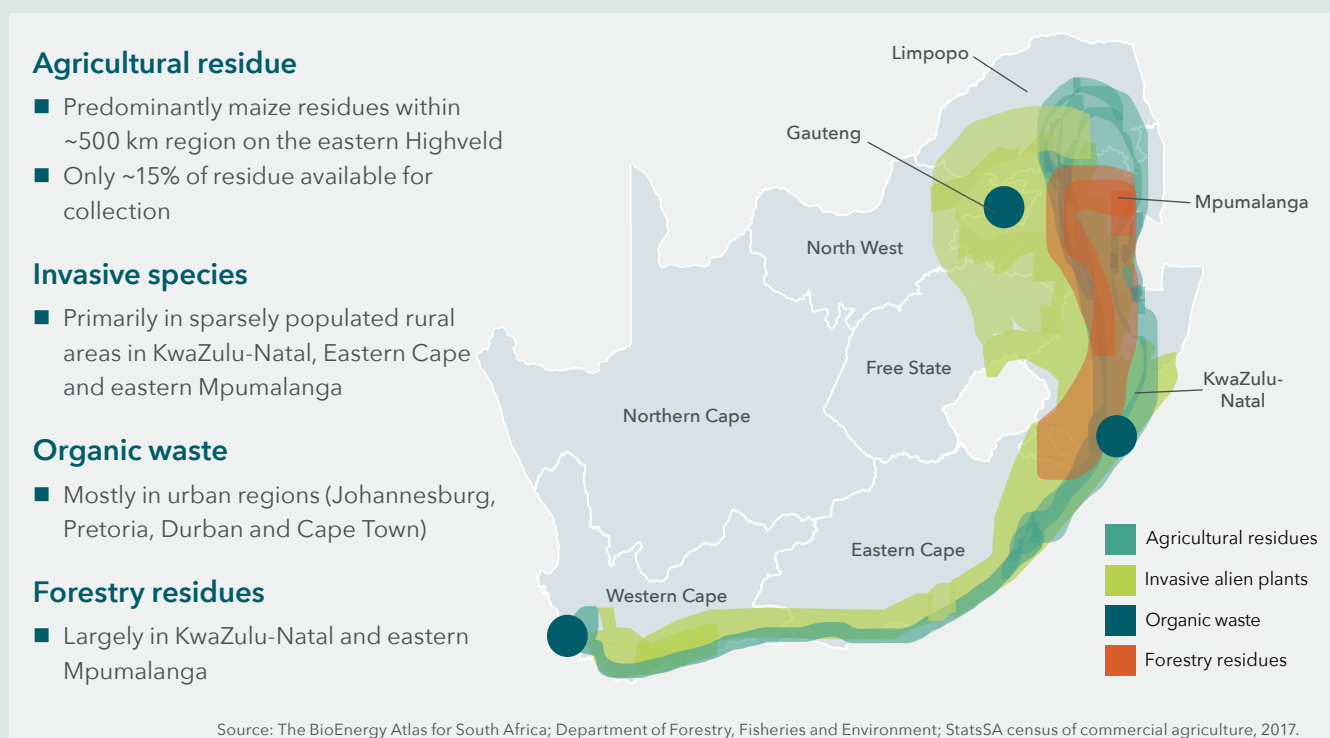 Agricultural residue
■ Predominantly maize residues within
~500 km region on the eastern Highveld
■ Only ~15% of residue available for
collection
Invasive species
■ Primarily in sparsely populated rural
areas in KwaZulu-Natal, Eastern Cape
and eastern Mpumalanga
Organic waste
■ Mostly in urban regions (Johannesburg,
Pretoria, Durban and Cape Town)
Forestry residues
■ Largely in KwaZulu-Natal and eastern
Mpumalanga
Limpopo
Gauteng
Mpumalanga
North West
Free State
KwaZulu-
Natal
Northern Cape
Eastern Cape
Western Cape
Agricultural residues
Invasive alien plants
Organic waste
Forestry residues
Source: The BioEnergy Atlas for South Africa; Department of Forestry, Fisheries and Environment; StatsSA census of commercial agriculture, 2017.